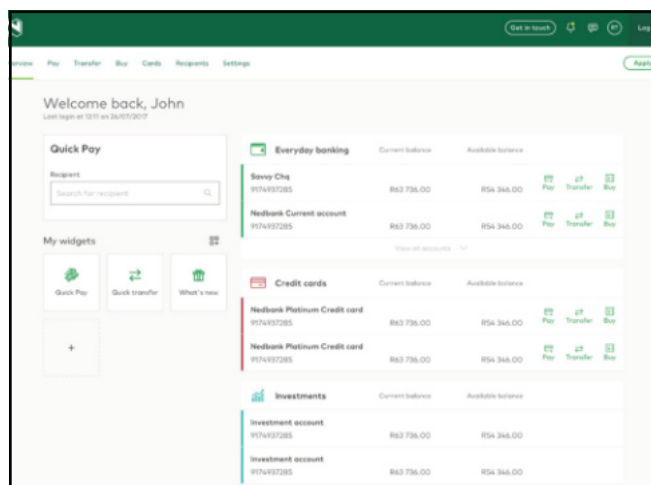 Get in touch
Log
erview Pay Transfer Buy Cards Recipients Settings
Apply
Welcome back, John
Last login at 12:11 on 26/07/2017
Quick Pay
Recipient
Search for recipient
My widgets
Quick Pay Quick transfer What's new
+
Everyday banking Current balance Available balance
Savvy Chq
9174937285 R63 736.00 R54 346.00 Pay Transfer Buy
Nedbank Current account
9174937285 R63 736.00 R54 346.00 Pay Transfer Buy
View all accounts
Credit cards Current balance Available balance
Nedbank Platinum Credit card
9174937285 R63 736.00 R54 346.00 Pay Transfer Buy
Nedbank Platinum Credit card
9174937285 R63 736.00 R54 346.00 Pay Transfer Buy
Investments Current balance Available balance
Investment account
9174937285 R63 736.00 R54 346.00
Investment account
9174937285 R63 736.00 R54 346.00